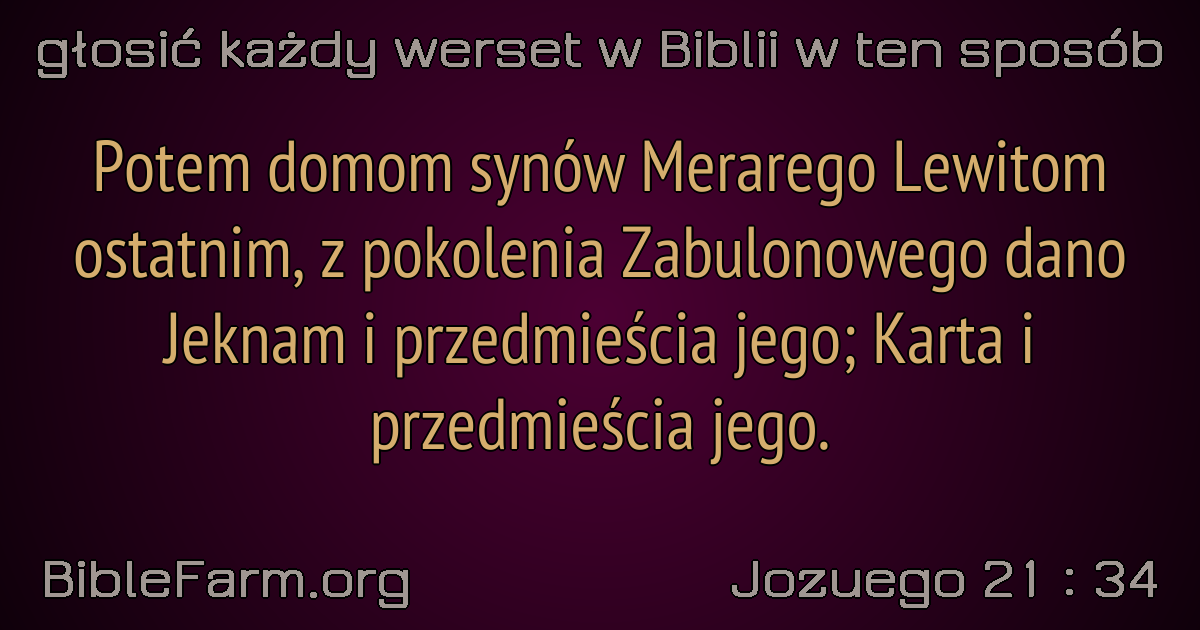 głosić każdy werset w Biblii w ten sposób
Potem domom synów Merarego Lewitom
ostatnim, z pokolenia Zabulonowego dano
Jeknam i przedmieścia jego; Karta i
przedmieścia jego.
BibleFarm.org
Jozuego 21 : 34